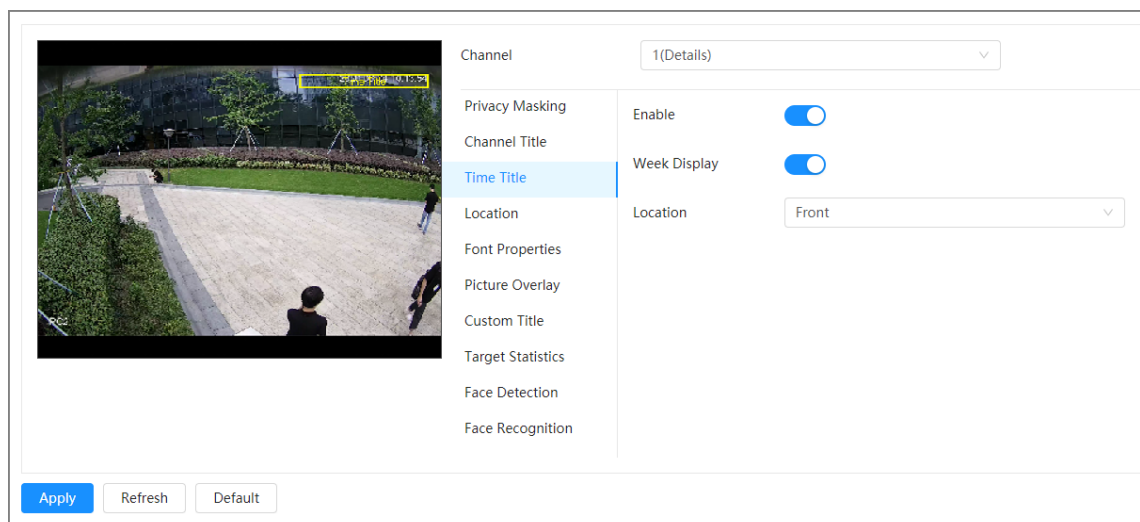 Channel
1(Details)
Privacy Masking
Channel Title
Time Title
Location
Font Properties
Picture Overlay
Custom Title
Target Statistics
Face Detection
Face Recognition
Enable
Week Display
Location
Front
Apply
Refresh
Default